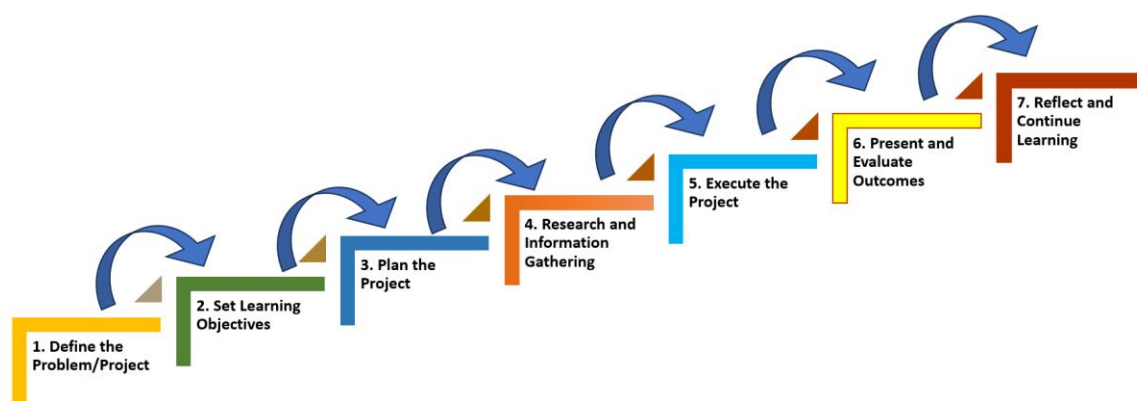 1. Define the
Problem/Project
2. Set Learning
Objectives
3. Plan the
Project
4. Research and
Information
Gathering
5. Execute the
Project
6. Present and
Evaluate
Outcomes
7. Reflect and
Continue
Learning